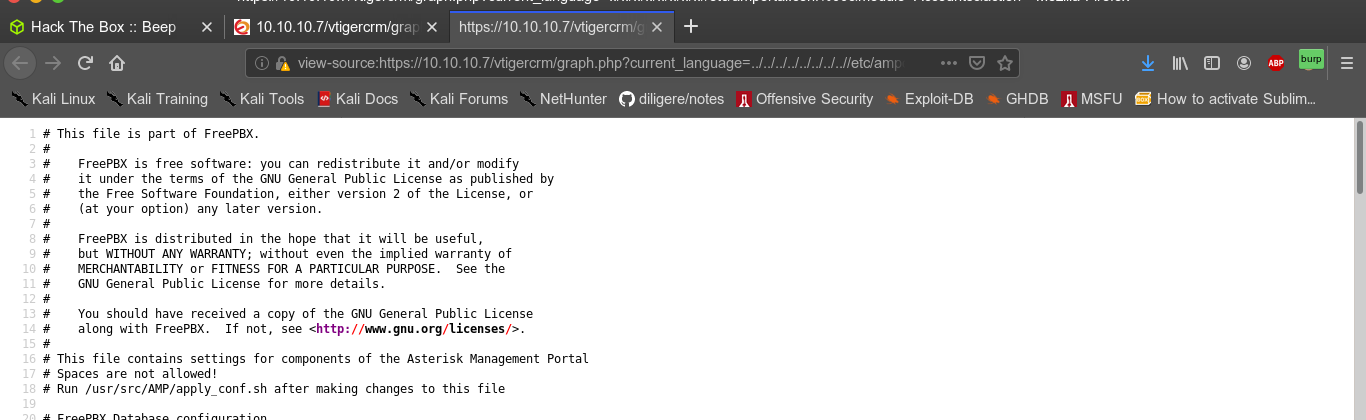 Hack The Box :: Beep
10.10.10.7/vtigercrm/grap
https://10.10.10.7/vtigercrm/g
view-source:https://10.10.10.7/vtigercrm/graph.php?current_language=../../../../../../../..//etc/amp
burp
ABP
Kali Linux Kali Training Kali Tools Kali Docs Kali Forums NetHunter diligere/notes Offensive Security Exploit-DB GHDB MSFU How to activate Sublim…
1 # This file is part of FreePBX.
2 #
3 # FreePBX is free software: you can redistribute it and/or modify
4 # it under the terms of the GNU General Public License as published by
5 # the Free Software Foundation, either version 2 of the License, or
6 # (at your option) any later version.
7 #
8 # FreePBX is distributed in the hope that it will be useful,
9 # but WITHOUT ANY WARRANTY; without even the implied warranty of
10 # MERCHANTABILITY or FITNESS FOR A PARTICULAR PURPOSE. See the
11 # GNU General Public License for more details.
12 #
13 # You should have received a copy of the GNU General Public License
14 # along with FreePBX. If not, see <http://www.gnu.org/licenses/>.
15 #
16 # This file contains settings for components of the Asterisk Management Portal
17 # Spaces are not allowed!
18 # Run /usr/src/AMP/apply_conf.sh after making changes to this file
19
20 # FreePBX Database configuration